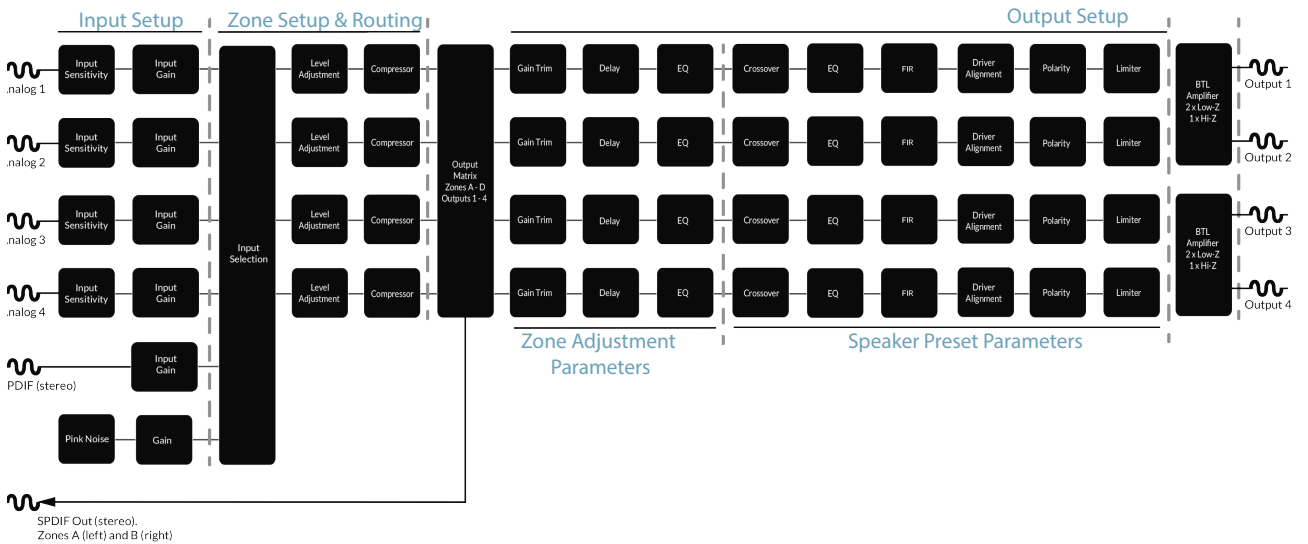 Input Setup
Zone Setup & Routing
Output Setup
Input
Sensitivity
Input
Gain
Level
Adjustment
Compressor
Gain Trim
Delay
EQ
Crossover
EQ
FIR
Driver
Alignment
Polarity
Limiter
BTL
Amplifier
2 x Low-Z
1 x Hi-Z
Output 1
nalog 1
Input
Sensitivity
Input
Gain
Level
Adjustment
Compressor
Output
Matrix
Zones A - D
Outputs 1 - 4
Gain Trim
Delay
EQ
Crossover
EQ
FIR
Driver
Alignment
Polarity
Limiter
Output 2
nalog 2
Input
Sensitivity
Input
Gain
Input
Selection
Level
Adjustment
Compressor
Gain Trim
Delay
EQ
Crossover
EQ
FIR
Driver
Alignment
Polarity
Limiter
BTL
Amplifier
2 x Low-Z
1 x Hi-Z
Output 3
nalog 3
Input
Sensitivity
Input
Gain
Level
Adjustment
Compressor
Gain Trim
Delay
EQ
Crossover
EQ
FIR
Driver
Alignment
Polarity
Limiter
Output 4
nalog 4
Zone Adjustment
Parameters
Speaker Preset Parameters
Input
Gain
PDIF (stereo)
Pink Noise
Gain
SPDIF Out (stereo).
Zones A (left) and B (right)